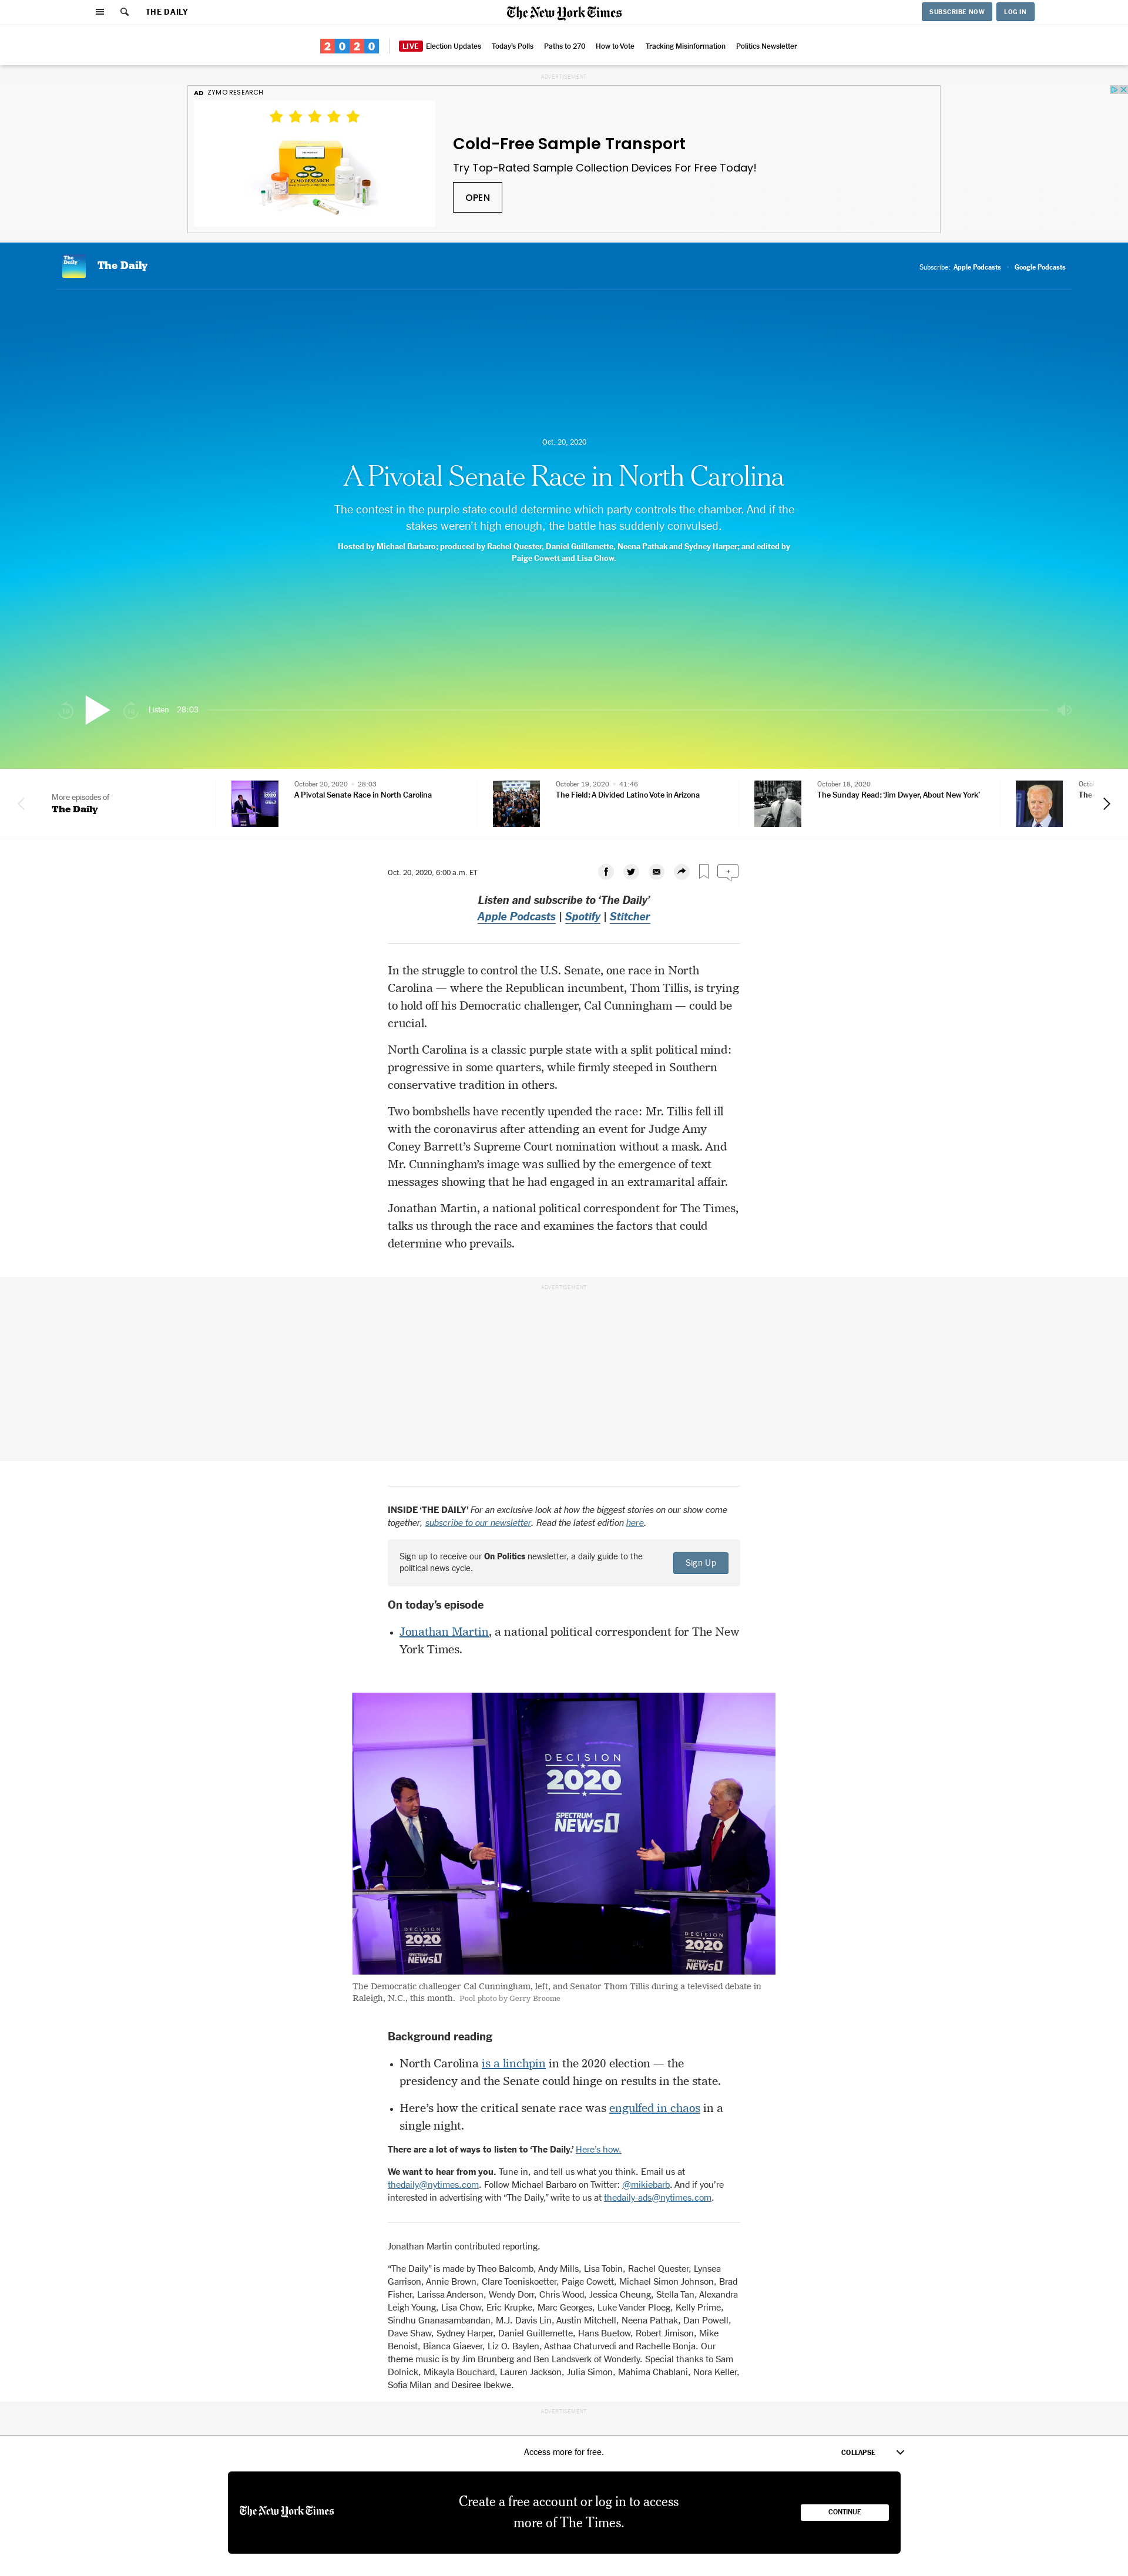 THE DAILY
The New York Times
SUBSCRIBE NOW
LOG IN
2020
LIVE Election Updates
Today's Polls
Paths to 270
How to Vote
Tracking Misinformation
Politics Newsletter
ADVERTISEMENT
AD ZYMO RESEARCH
ZYMO RESEARCH
Cold-Free Sample Transport
Try Top-Rated Sample Collection Devices For Free Today!
OPEN
The Daily
The Daily
Subscribe: Apple Podcasts
Google Podcasts
Oct. 20, 2020
A Pivotal Senate Race in North Carolina
The contest in the purple state could determine which party controls the chamber. And if the
stakes weren't high enough, the battle has suddenly convulsed.
Hosted by Michael Barbaro; produced by Rachel Quester, Daniel Guillemette, Neena Pathak and Sydney Harper; and edited by
Paige Cowett and Lisa Chow.
Listen 28:03
More episodes of
The Daily
October 20, 2020 • 28:03
A Pivotal Senate Race in North Carolina
October 19, 2020 • 41:46
The Field: A Divided Latino Vote in Arizona
October 18, 2020
The Sunday Read: 'Jim Dwyer, About New York'
The
Oct. 20, 2020, 6:00 a.m. ET
Listen and subscribe to 'The Daily'
Apple Podcasts | Spotify | Stitcher
In the struggle to control the U.S. Senate, one race in North
Carolina — where the Republican incumbent, Thom Tillis, is trying
to hold off his Democratic challenger, Cal Cunningham — could be
crucial.
North Carolina is a classic purple state with a split political mind:
progressive in some quarters, while firmly steeped in Southern
conservative tradition in others.
Two bombshells have recently upended the race: Mr. Tillis fell ill
with the coronavirus after attending an event for Judge Amy
Coney Barrett's Supreme Court nomination without a mask. And
Mr. Cunningham's image was sullied by the emergence of text
messages showing that he had engaged in an extramarital affair.
Jonathan Martin, a national political correspondent for The Times,
talks us through the race and examines the factors that could
determine who prevails.
ADVERTISEMENT
INSIDE 'THE DAILY' For an exclusive look at how the biggest stories on our show come
together, subscribe to our newsletter. Read the latest edition here.
Sign up to receive our On Politics newsletter, a daily guide to the
political news cycle.
Sign Up
On today's episode
• Jonathan Martin, a national political correspondent for The New
York Times.
DECISION
2020
SPECTRUM
NEWS1
DECISION
2020
SPECTRUM
NEWS1
DECISION
2020
SPECTRUM
NEWS1
The Democratic challenger Cal Cunningham, left, and Senator Thom Tillis during a televised debate in
Raleigh, N.C., this month. Pool photo by Gerry Broome
Background reading
• North Carolina is a linchpin in the 2020 election — the
presidency and the Senate could hinge on results in the state.
• Here's how the critical senate race was engulfed in chaos in a
single night.
There are a lot of ways to listen to 'The Daily.' Here's how.
We want to hear from you. Tune in, and tell us what you think. Email us at
thedaily@nytimes.com. Follow Michael Barbaro on Twitter: @mikiebarb. And if you're
interested in advertising with "The Daily," write to us at thedaily-ads@nytimes.com.
Jonathan Martin contributed reporting.
"The Daily" is made by Theo Balcomb, Andy Mills, Lisa Tobin, Rachel Quester, Lynsea
Garrison, Annie Brown, Clare Toeniskoetter, Paige Cowett, Michael Simon Johnson, Brad
Fisher, Larissa Anderson, Wendy Dorr, Chris Wood, Jessica Cheung, Stella Tan, Alexandra
Leigh Young, Lisa Chow, Eric Krupke, Marc Georges, Luke Vander Ploeg, Kelly Prime,
Sindhu Gnanasambandan, M.J. Davis Lin, Austin Mitchell, Neena Pathak, Dan Powell,
Dave Shaw, Sydney Harper, Daniel Guillemette, Hans Buetow, Robert Jimison, Mike
Benoist, Bianca Giaever, Liz O. Baylen, Asthaa Chaturvedi and Rachelle Bonja. Our
theme music is by Jim Brunberg and Ben Landsverk of Wonderly. Special thanks to Sam
Dolnick, Mikayla Bouchard, Lauren Jackson, Julia Simon, Mahima Chablani, Nora Keller,
Sofia Milan and Desiree Ibekwe.
ADVERTISEMENT
Access more for free.
COLLAPSE
The New York Times
Create a free account or log in to access
more of The Times.
CONTINUE